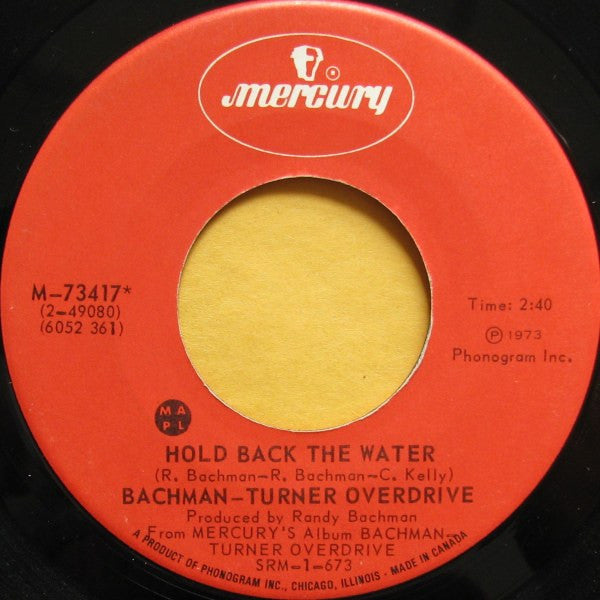 mercury
®
M-73417*
(2-49080)
(6052 361)
Time: 2:40
Ⓟ 1973
Phonogram Inc.
M A
P L
HOLD BACK THE WATER
(R. Bachman-R. Bachman-C. Kelly)
BACHMAN-TURNER OVERDRIVE
Produced by Randy Bachman
From MERCURY'S Album BACHMAN-
TURNER OVERDRIVE
SRM-1-673
A PRODUCT OF PHONOGRAM INC., CHICAGO, ILLINOIS - MADE IN CANADA